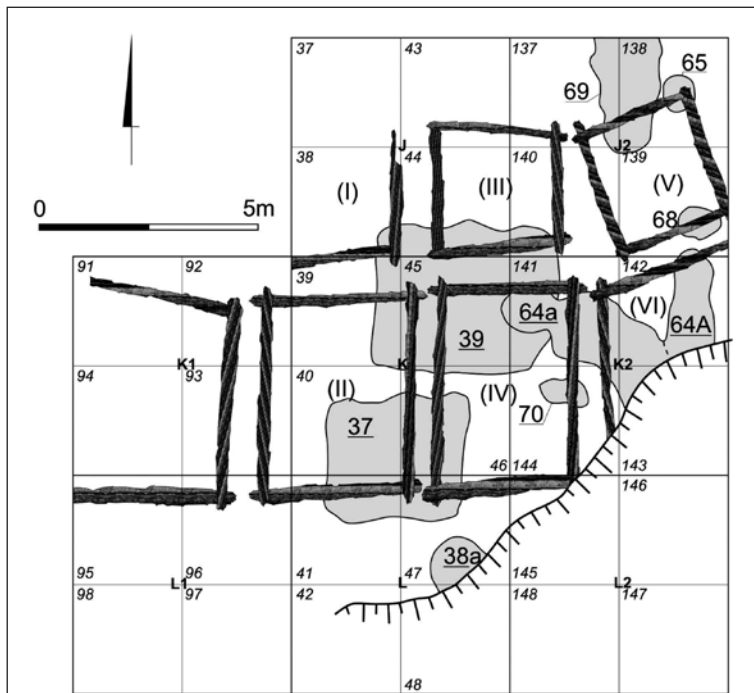 37 43 137 138
65
69
J J2
38 44 140 139
(I) (III) (V)
0 5m
68
91 92 39 45 141 142
64a (VI) 64A
39
K1 K K2
94 93 40
(II) (IV)
70
37
46 144 143
146
38a
95 96 41 47 145
L1 L L2
98 97 42 148 147
48